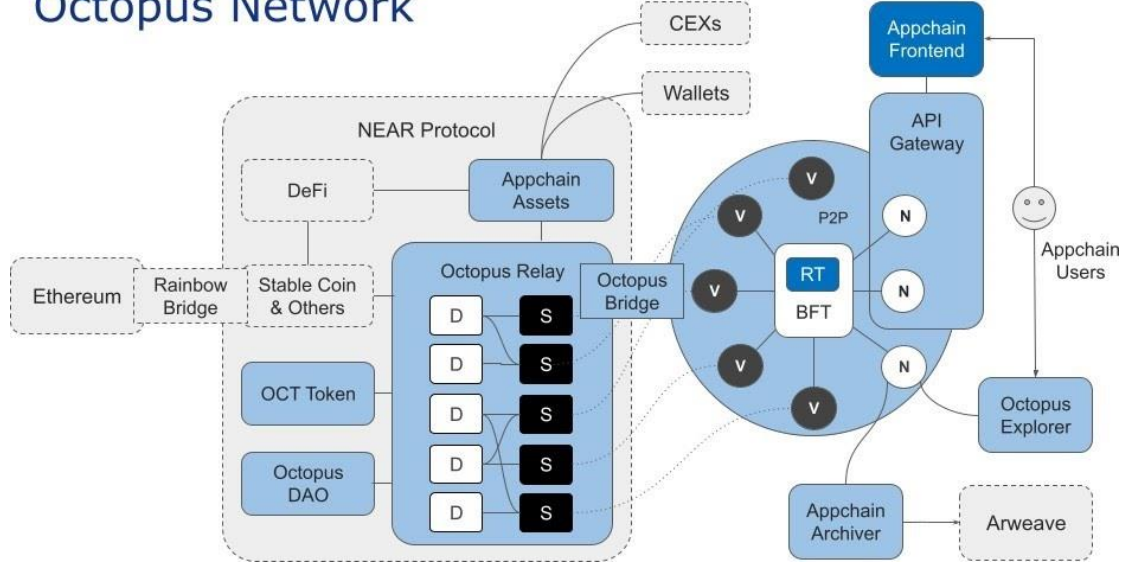 Octopus Network
CEXs
Wallets
Appchain
Frontend
API
Gateway
NEAR Protocol
DeFi
Appchain
Assets
V
V
P2P
N
Appchain
Users
Ethereum
Rainbow
Bridge
Stable Coin
& Others
Octopus Relay
Octopus
Bridge
V
RT
BFT
N
D
S
D
S
D
S
D
S
D
S
OCT Token
Octopus
DAO
V
V
N
Octopus
Explorer
Appchain
Archiver
Arweave